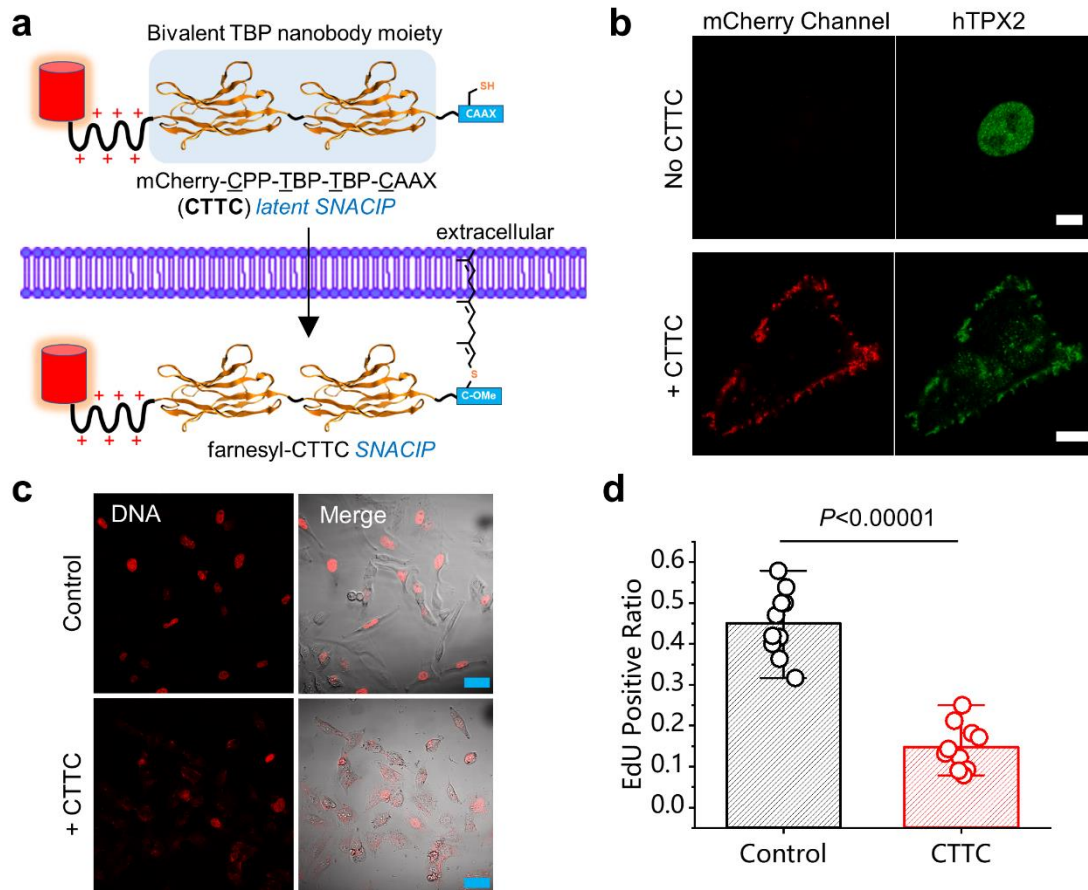 a
Bivalent TBP nanobody moiety
SH
CAAX
+ + +
+ + +
mCherry-CPP-TBP-TBP-CAAX
(CTTC) latent SNACIP
extracellular
S
C-OMe
+ + +
+ + +
farnesyl-CTTC SNACIP
b
mCherry Channel
hTPX2
No CTTC
+ CTTC
c
DNA
Merge
Control
+ CTTC
d
P<0.00001
EdU Positive Ratio
0.6
0.5
0.4
0.3
0.2
0.1
0.0
Control
CTTC